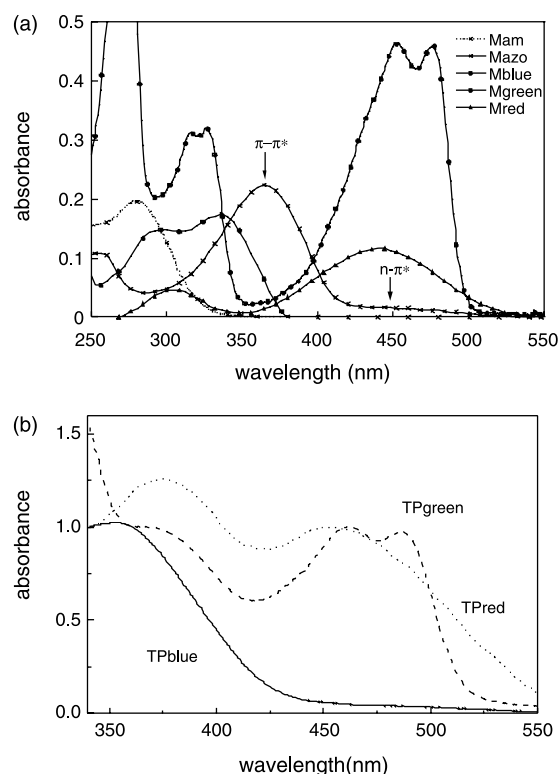 (a)
0.5
0.4
0.3
0.2
0.1
0
absorbance
Mam
Mazo
Mblue
Mgreen
Mred
π–π*
n-π*
250 300 350 400 450 500 550
wavelength (nm)
(b)
1.5
1.0
0.5
0.0
absorbance
TPgreen
TPred
TPblue
350 400 450 500 550
wavelength(nm)